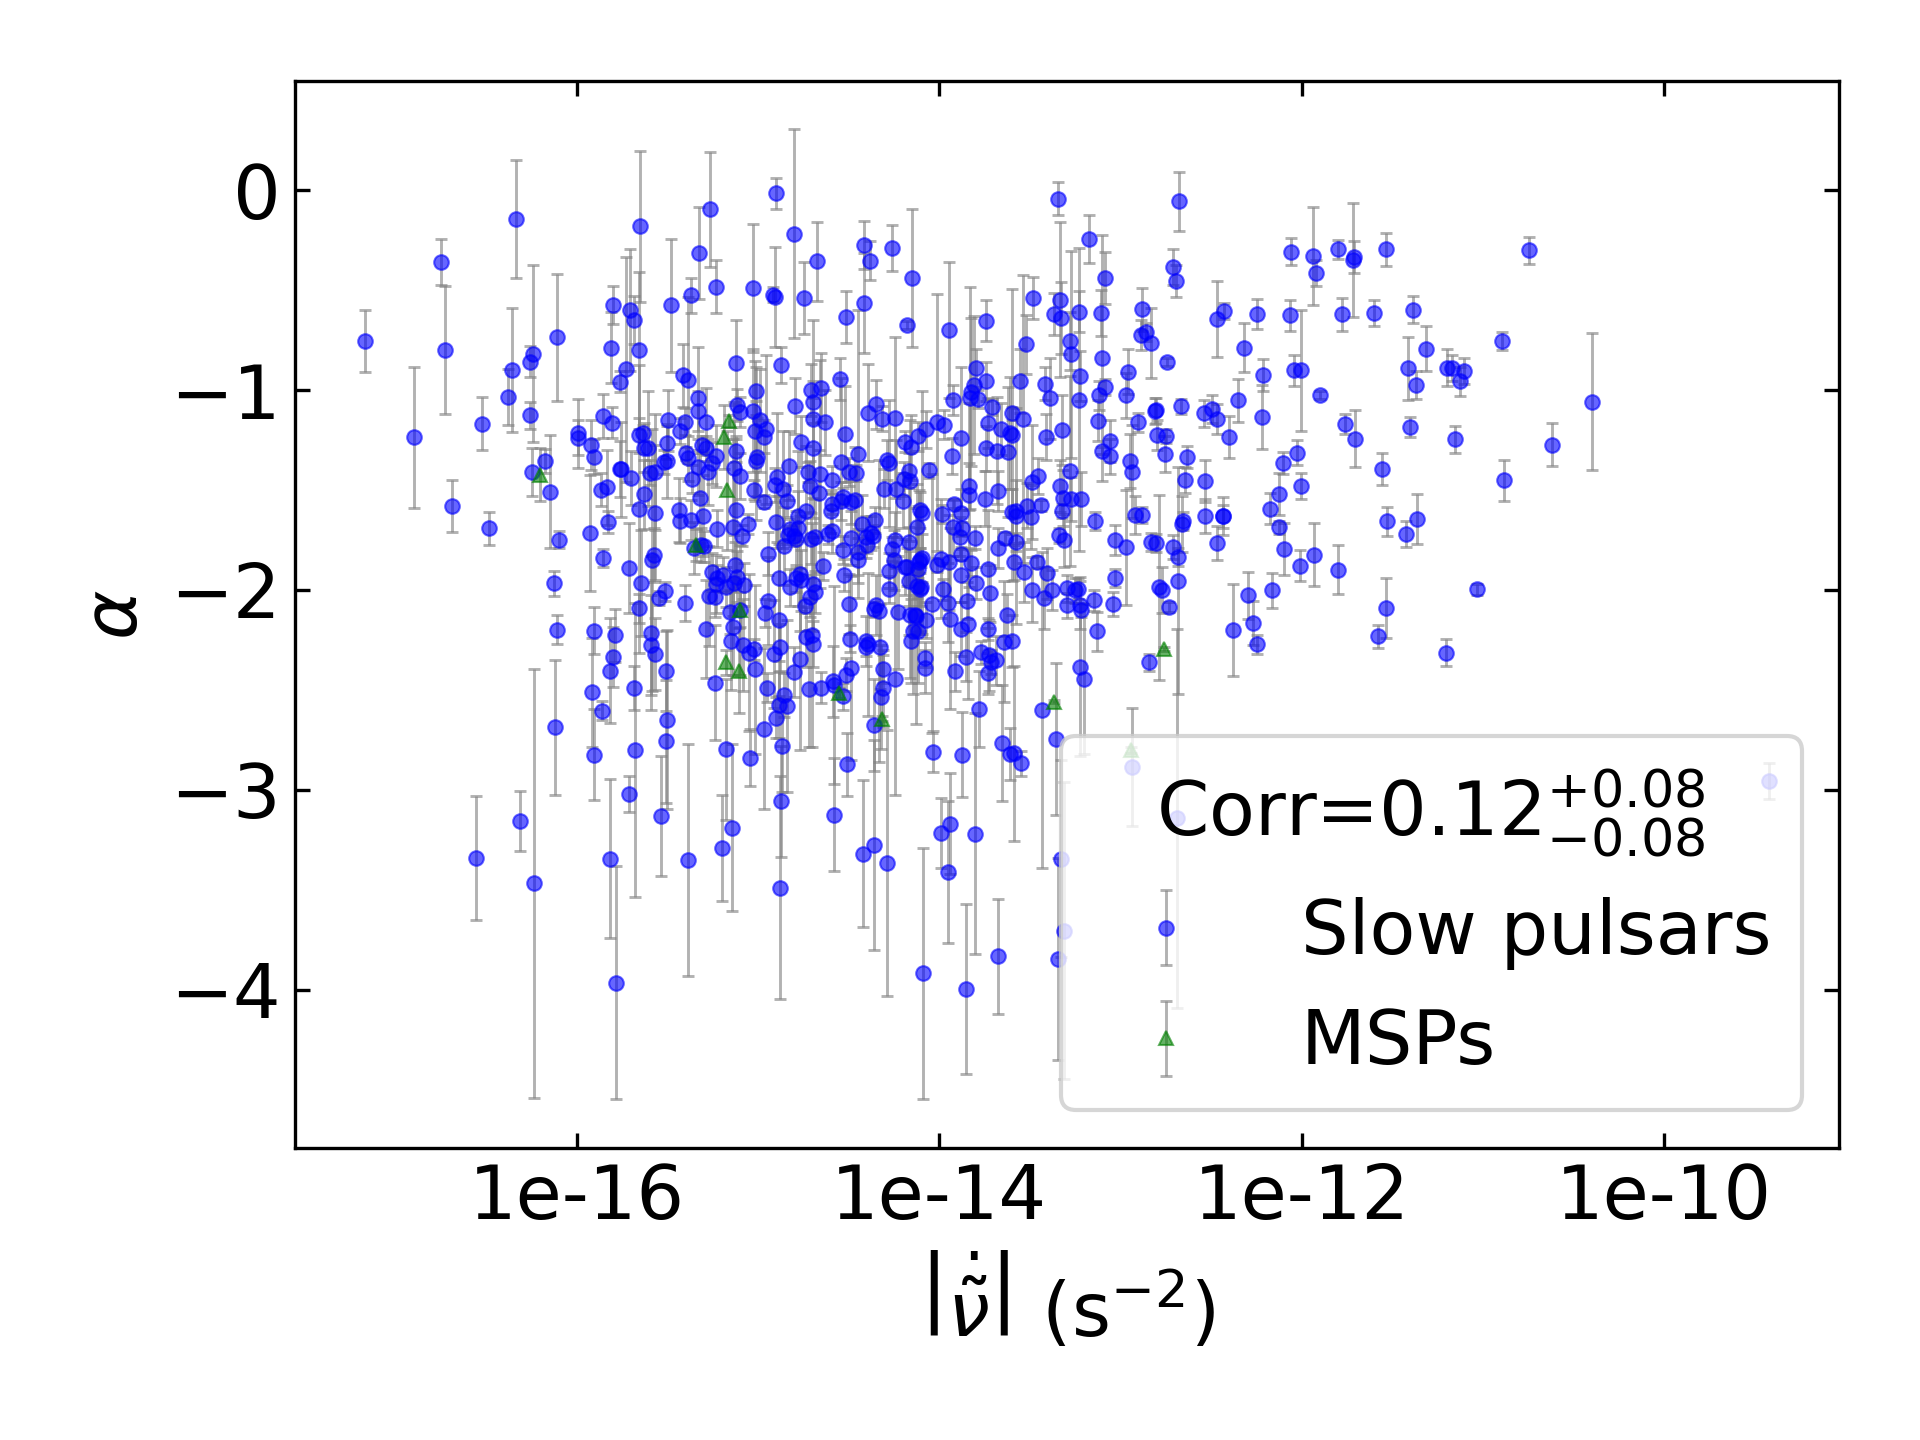 0
−1
−2
−3
−4
α
Corr=0.12^{+0.08}_{−0.08}
Slow pulsars
MSPs
1e-16 1e-14 1e-12 1e-10
|ν̃̇| (s⁻²)